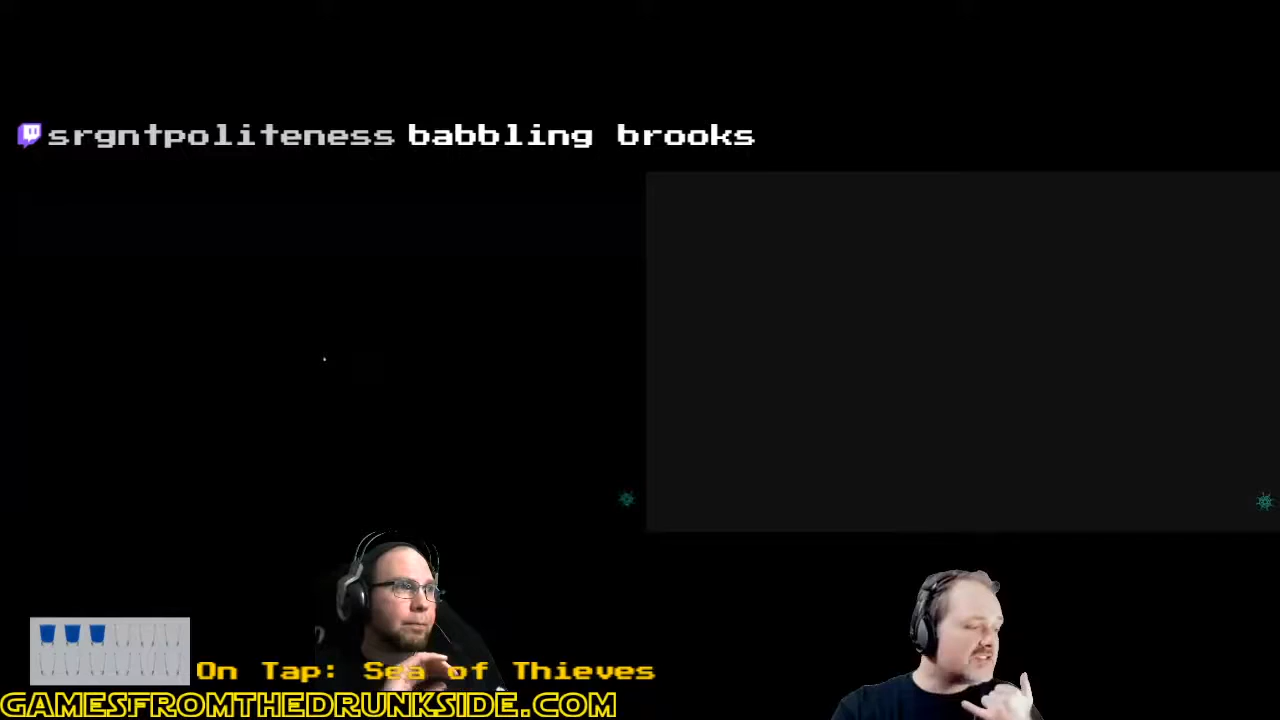 srgntpoliteness babbling brooks
On Tap: Sea of Thieves
GAMESFROMTHEDRUNKSIDE.COM